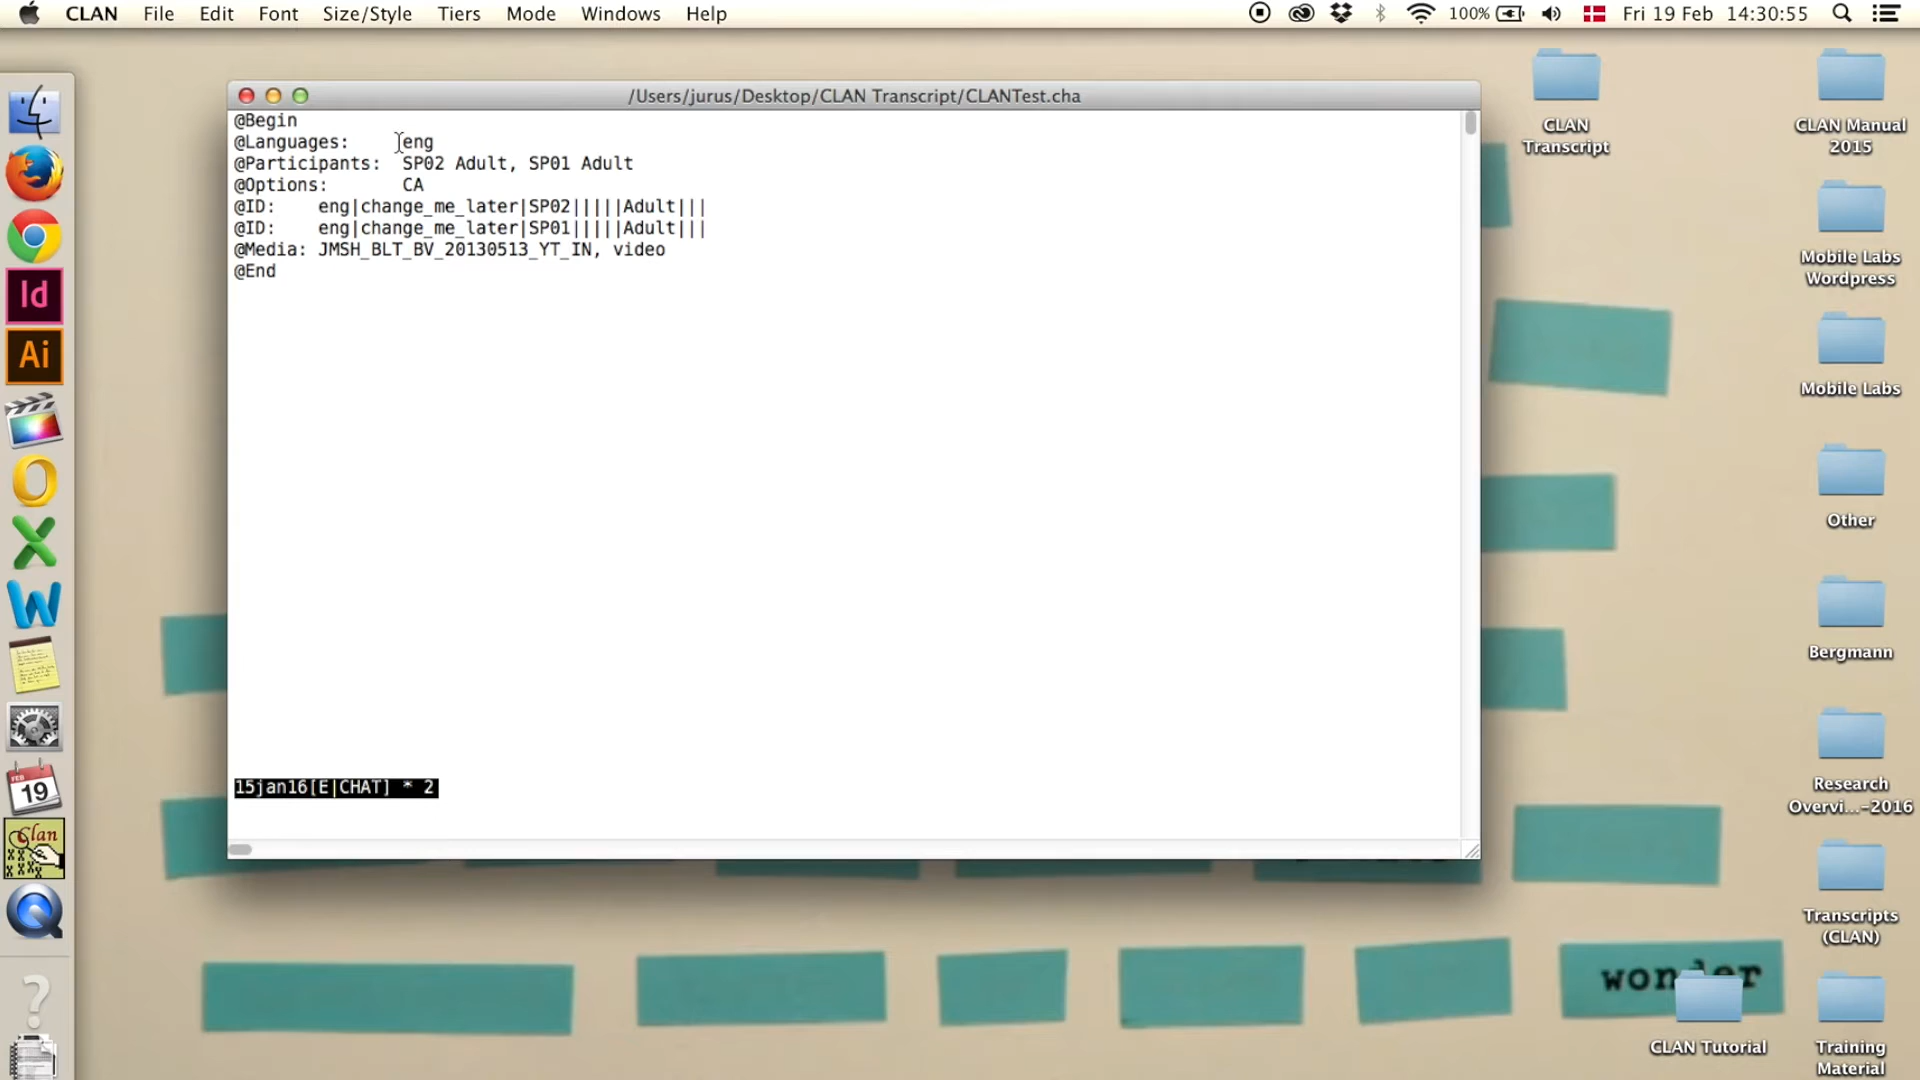 CLAN File Edit Font Size/Style Tiers Mode Windows Help
100% Fri 19 Feb 14:30:55
/Users/jurus/Desktop/CLAN Transcript/CLANTest.cha
@Begin
@Languages: eng
@Participants: SP02 Adult, SP01 Adult
@Options: CA
@ID: eng|change_me_later|SP02|||||Adult|||
@ID: eng|change_me_later|SP01|||||Adult|||
@Media: JMSH_BLT_BV_20130513_YT_IN, video
@End
15jan16[E|CHAT] * 2
Id
Ai
FEB
19
Clan
CLAN
Transcript
CLAN Manual
2015
Mobile Labs
Wordpress
Mobile Labs
Other
Bergmann
Research
Overvi...-2016
Transcripts
(CLAN)
wonder
CLAN Tutorial
Training
Material